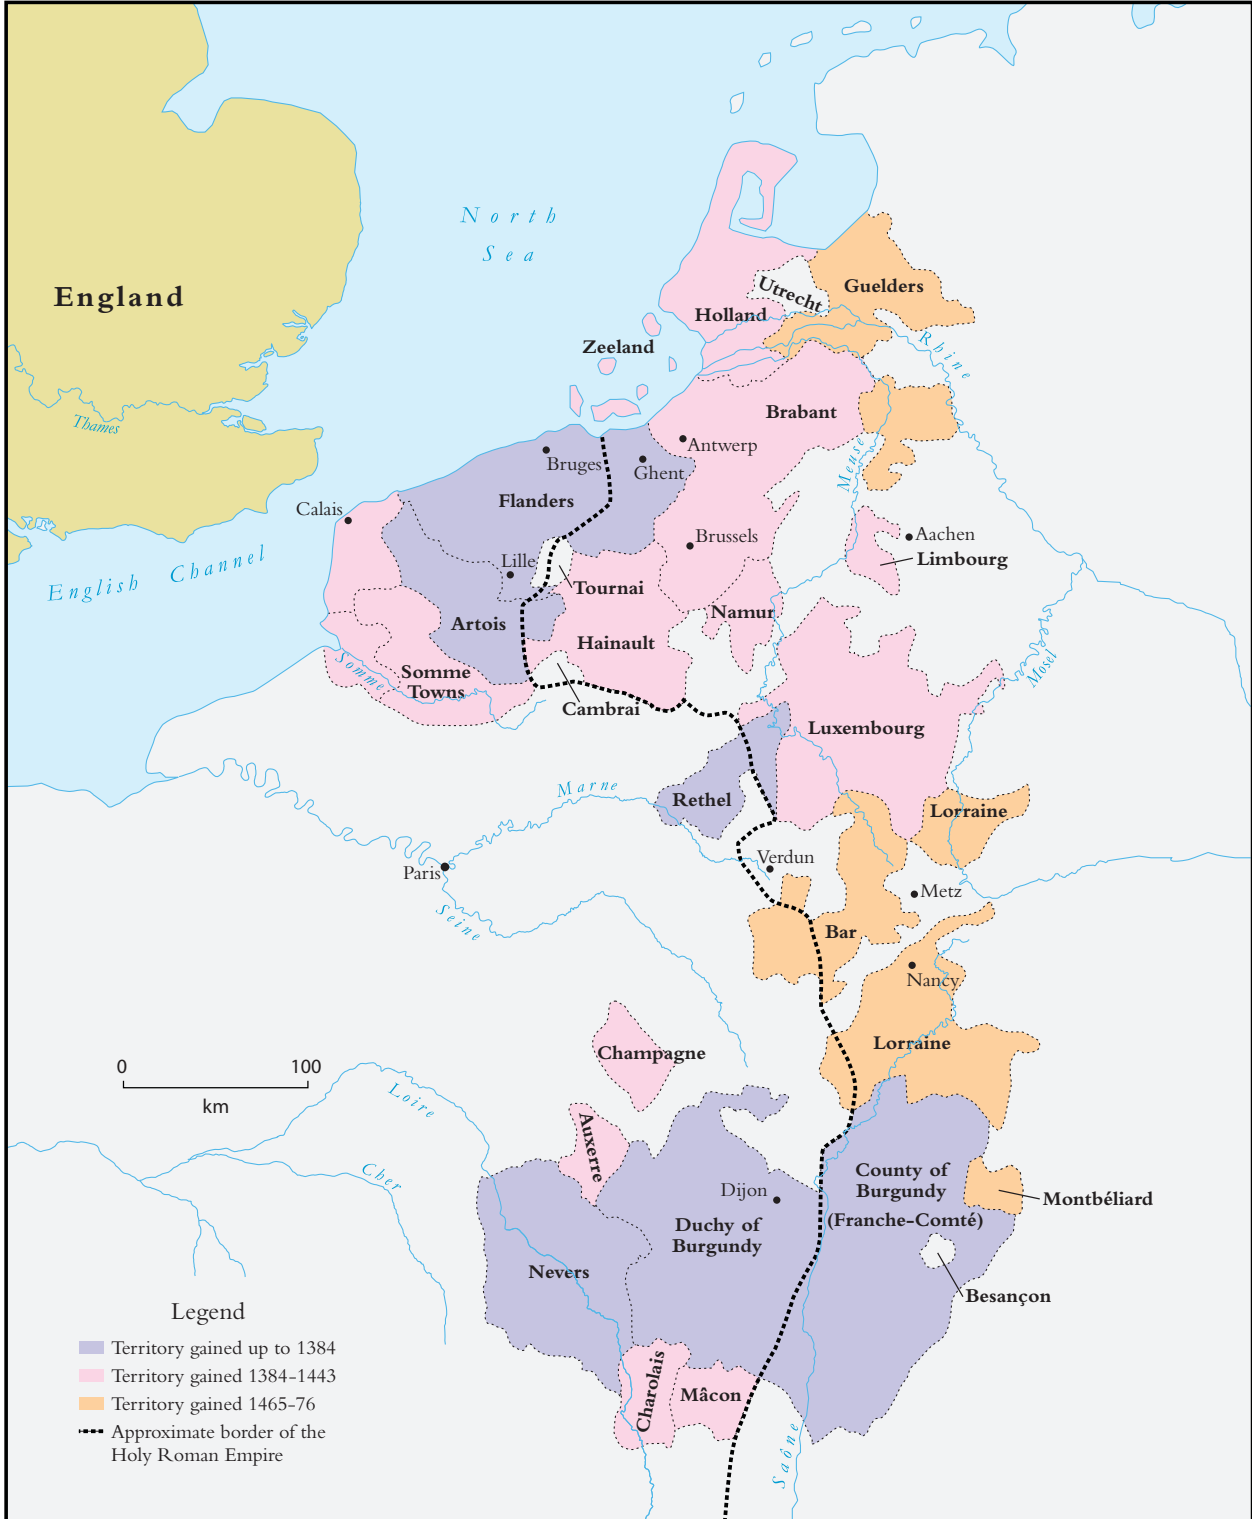 North
Sea
England
Utrecht
Guelders
Holland
Zeeland
Rhine
Thames
Brabant
Antwerp
Bruges
Ghent
Meuse
Flanders
Calais
Brussels
Aachen
Limbourg
English Channel
Lille
Tournai
Namur
Artois
Hainault
Somme
Somme
Towns
Mosel
Cambrai
Luxembourg
Marne
Rethel
Lorraine
Verdun
Paris
Metz
Seine
Bar
Nancy
Lorraine
Champagne
0 100
km
Loire
Auxerre
Cher
County of
Burgundy
(Franche-Comté)
Dijon
Montbéliard
Duchy of
Burgundy
Nevers
Besançon
Charolais
Mâcon
Saône
Legend
Territory gained up to 1384
Territory gained 1384-1443
Territory gained 1465-76
Approximate border of the
Holy Roman Empire